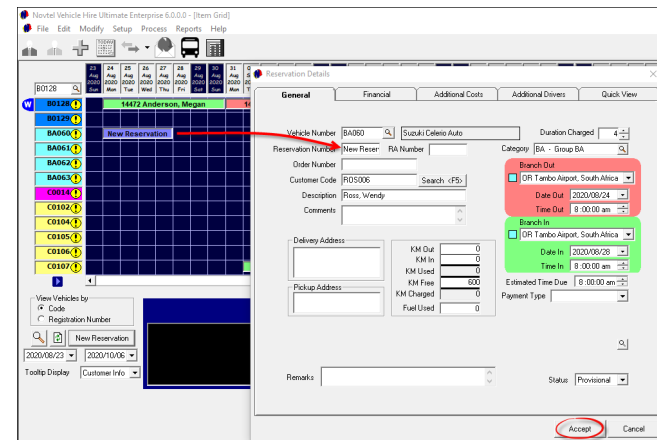 Novtel Vehicle Hire Ultimate Enterprise 6.0.0.0 - [Item Grid]
File Edit Modify Setup Process Reports Help
23 24 25 26 27 28 29 30 31
Aug Aug Aug Aug Aug Aug Aug Aug Aug
2020 2020 2020 2020 2020 2020 2020 2020 2020
B0128 Sun Mon Tue Wed Thu Fri Sat Sun Mon
W B0128 14472 Anderson, Megan
B0129
BA060 New Reservation
BA061
BA062
BA063
C0014
C0102
C0104
C0105
C0106
C0107
View Vehicles by
Code
Registration Number
New Reservation
2020/08/23 2020/10/06
Tooltip Display Customer Info
Reservation Details
General Financial Additional Costs Additional Drivers Quick View
Vehicle Number BA060 Suzuki Celerio Auto Duration Charged 4
Reservation Number New Reser RA Number Category BA - Group BA
Order Number
Customer Code ROS006 Search <F5>
Description Ross, Wendy
Comments
Branch Out
OR Tambo Airport, South Africa
Date Out 2020/08/24
Time Out 8 :00:00 am
Branch In
OR Tambo Airport, South Africa
Date In 2020/08/28
Time In 8 :00:00 am
Delivery Address
Pickup Address
KM Out 0
KM In 0
KM Used 0
KM Free 600
KM Charged 0
Fuel Used 0
Estimated Time Due 8 :00:00 am
Payment Type
Remarks
Status Provisional
Accept Cancel